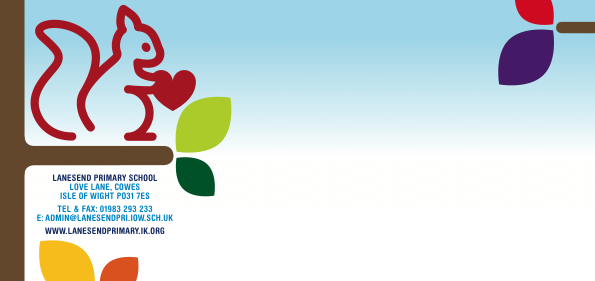 LANESEND PRIMARY SCHOOL
LOVE LANE, COWES
ISLE OF WIGHT PO31 7ES
TEL & FAX: 01983 293 233
E: ADMIN@LANESENDPRI.IOW.SCH.UK
WWW.LANESENDPRIMARY.IK.ORG